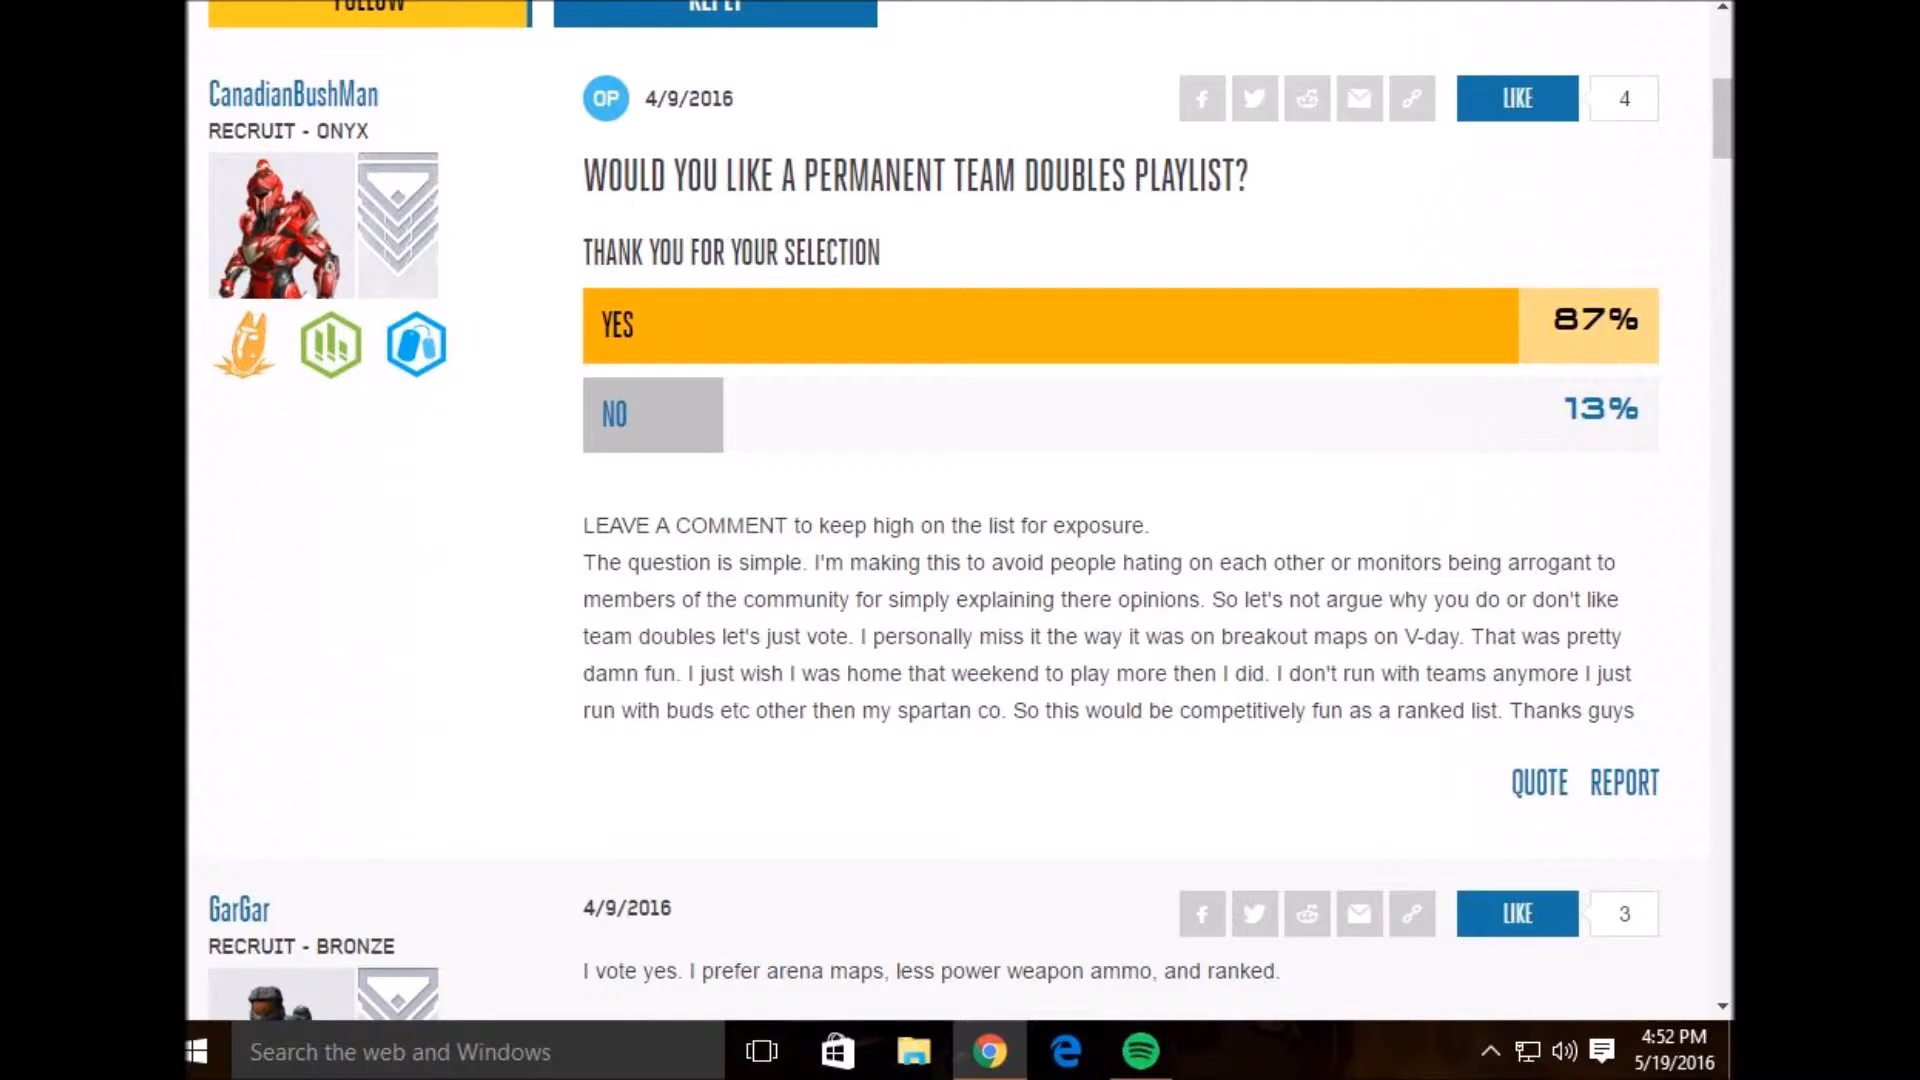 FOLLOW
REPLY
CanadianBushMan
RECRUIT - ONYX
OP 4/9/2016
LIKE 4
WOULD YOU LIKE A PERMANENT TEAM DOUBLES PLAYLIST?
THANK YOU FOR YOUR SELECTION
YES 87%
NO 13%
LEAVE A COMMENT to keep high on the list for exposure.
The question is simple. I'm making this to avoid people hating on each other or monitors being arrogant to
members of the community for simply explaining there opinions. So let's not argue why you do or don't like
team doubles let's just vote. I personally miss it the way it was on breakout maps on V-day. That was pretty
damn fun. I just wish I was home that weekend to play more then I did. I don't run with teams anymore I just
run with buds etc other then my spartan co. So this would be competitively fun as a ranked list. Thanks guys
QUOTE REPORT
GarGar
RECRUIT - BRONZE
4/9/2016
LIKE 3
I vote yes. I prefer arena maps, less power weapon ammo, and ranked.
Search the web and Windows
4:52 PM
5/19/2016